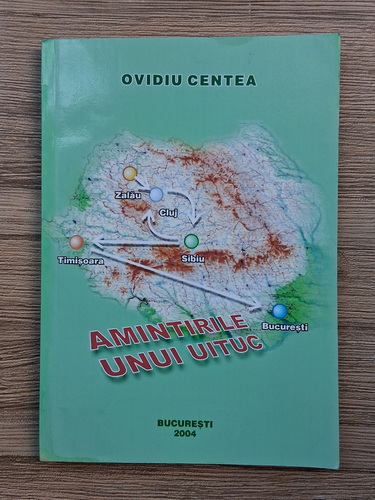 OVIDIU CENTEA
Zalău
Cluj
Sibiu
Timişoara
Bucureşti
AMINTIRILE
UNUI UITUC
BUCUREŞTI
2004